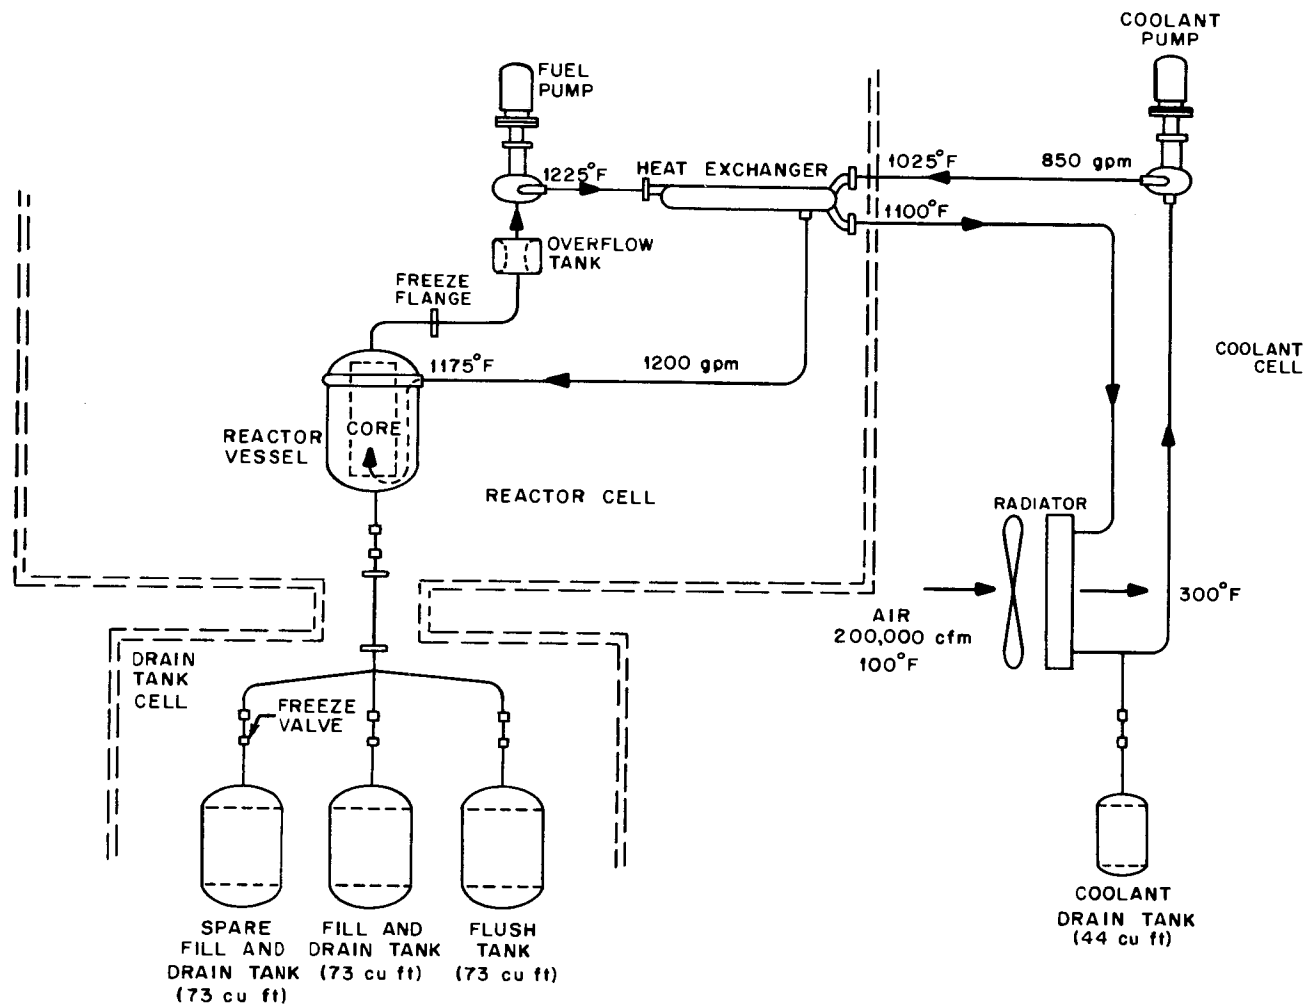 COOLANT
PUMP
FUEL
PUMP
HEAT EXCHANGER
1225°F
1025°F
850 gpm
1100°F
OVERFLOW
TANK
FREEZE
FLANGE
1175°F
1200 gpm
COOLANT
CELL
CORE
REACTOR
VESSEL
REACTOR CELL
RADIATOR
300°F
AIR
200,000 cfm
100°F
DRAIN
TANK
CELL
FREEZE
VALVE
SPARE
FILL AND
DRAIN TANK
(73 cu ft)
FILL AND
DRAIN TANK
(73 cu ft)
FLUSH
TANK
(73 cu ft)
COOLANT
DRAIN TANK
(44 cu ft)